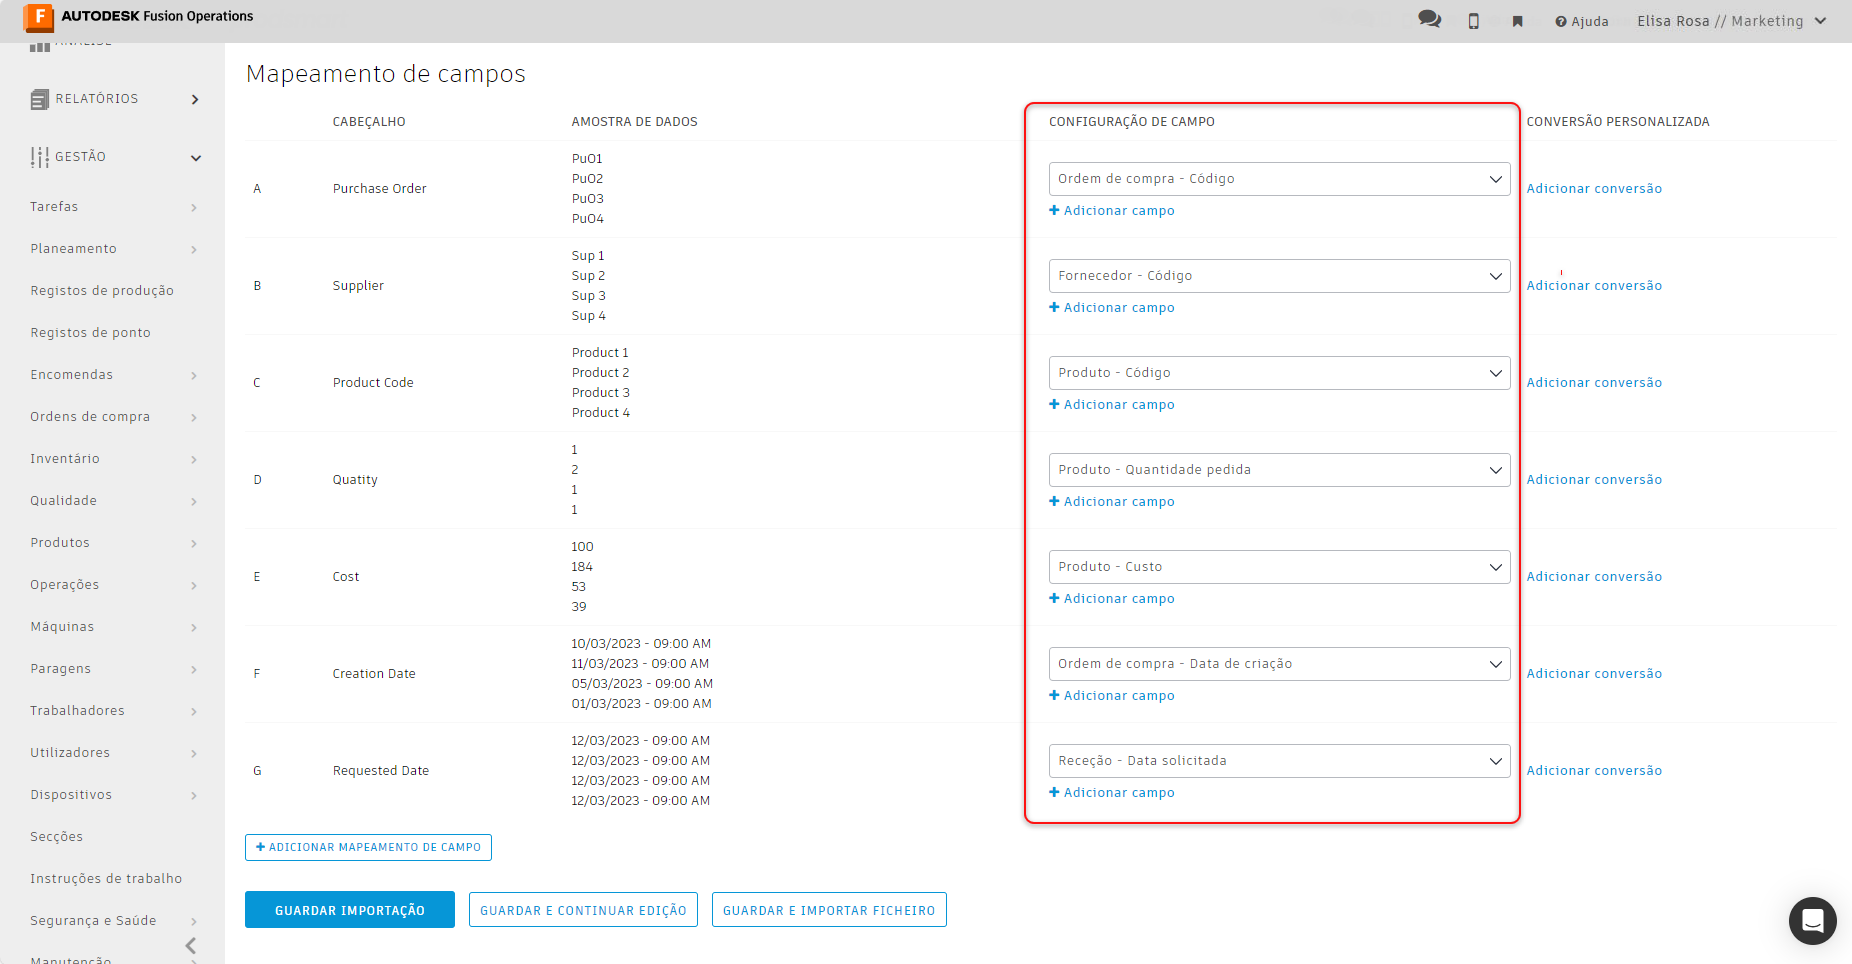 F AUTODESK Fusion Operations
Ajuda
Elisa Rosa // Marketing
ANÁLISE
RELATÓRIOS
GESTÃO
Tarefas
Planeamento
Registos de produção
Registos de ponto
Encomendas
Ordens de compra
Inventário
Qualidade
Produtos
Operações
Máquinas
Paragens
Trabalhadores
Utilizadores
Dispositivos
Secções
Instruções de trabalho
Segurança e Saúde
Manutenção
Mapeamento de campos
CABEÇALHO AMOSTRA DE DADOS CONFIGURAÇÃO DE CAMPO CONVERSÃO PERSONALIZADA
A Purchase Order
PuO1
PuO2
PuO3
PuO4
Ordem de compra - Código
Adicionar campo
Adicionar conversão
B Supplier
Sup 1
Sup 2
Sup 3
Sup 4
Fornecedor - Código
Adicionar campo
Adicionar conversão
C Product Code
Product 1
Product 2
Product 3
Product 4
Produto - Código
Adicionar campo
Adicionar conversão
D Quatity
1
2
1
1
Produto - Quantidade pedida
Adicionar campo
Adicionar conversão
E Cost
100
184
53
39
Produto - Custo
Adicionar campo
Adicionar conversão
F Creation Date
10/03/2023 - 09:00 AM
11/03/2023 - 09:00 AM
05/03/2023 - 09:00 AM
01/03/2023 - 09:00 AM
Ordem de compra - Data de criação
Adicionar campo
Adicionar conversão
G Requested Date
12/03/2023 - 09:00 AM
12/03/2023 - 09:00 AM
12/03/2023 - 09:00 AM
12/03/2023 - 09:00 AM
Receção - Data solicitada
Adicionar campo
Adicionar conversão
ADICIONAR MAPEAMENTO DE CAMPO
GUARDAR IMPORTAÇÃO
GUARDAR E CONTINUAR EDIÇÃO
GUARDAR E IMPORTAR FICHEIRO